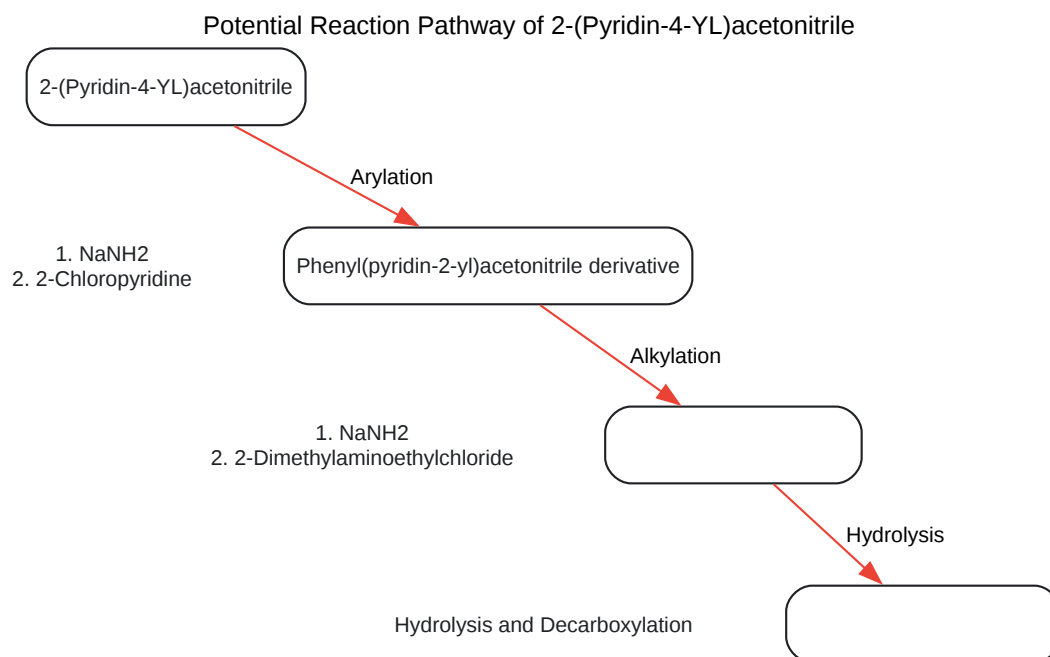 Potential Reaction Pathway of 2-(Pyridin-4-YL)acetonitrile
2-(Pyridin-4-YL)acetonitrile
Arylation
1. NaNH2
2. 2-Chloropyridine
Phenyl(pyridin-2-yl)acetonitrile derivative
Alkylation
1. NaNH2
2. 2-Dimethylaminoethylchloride
Hydrolysis
Hydrolysis and Decarboxylation